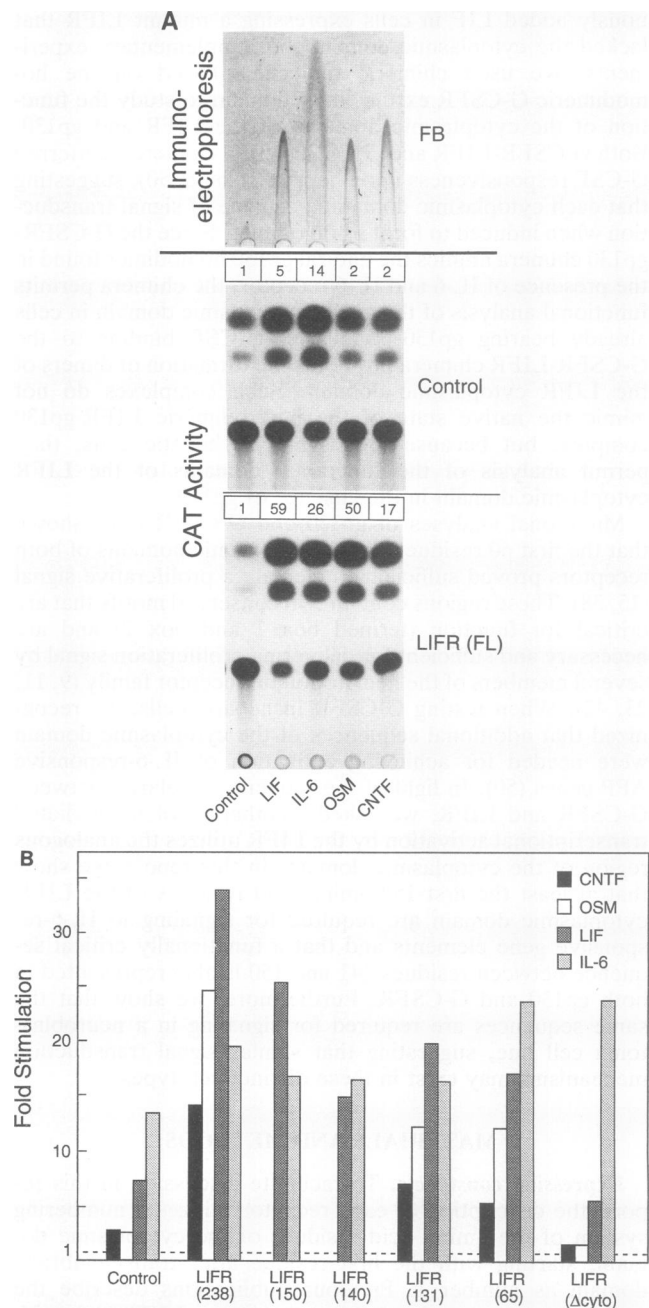 A
Immuno-
electrophoresis
FB
1 5 14 2 2
Control
CAT Activity
1 59 26 50 17
LIFR (FL)
Control LIF IL-6 OSM CNTF
B
CNTF
OSM
LIF
IL-6
Fold Stimulation
30
20
10
1
Control LIFR (238) LIFR (150) LIFR (140) LIFR (131) LIFR (65) LIFR (Δcyto)